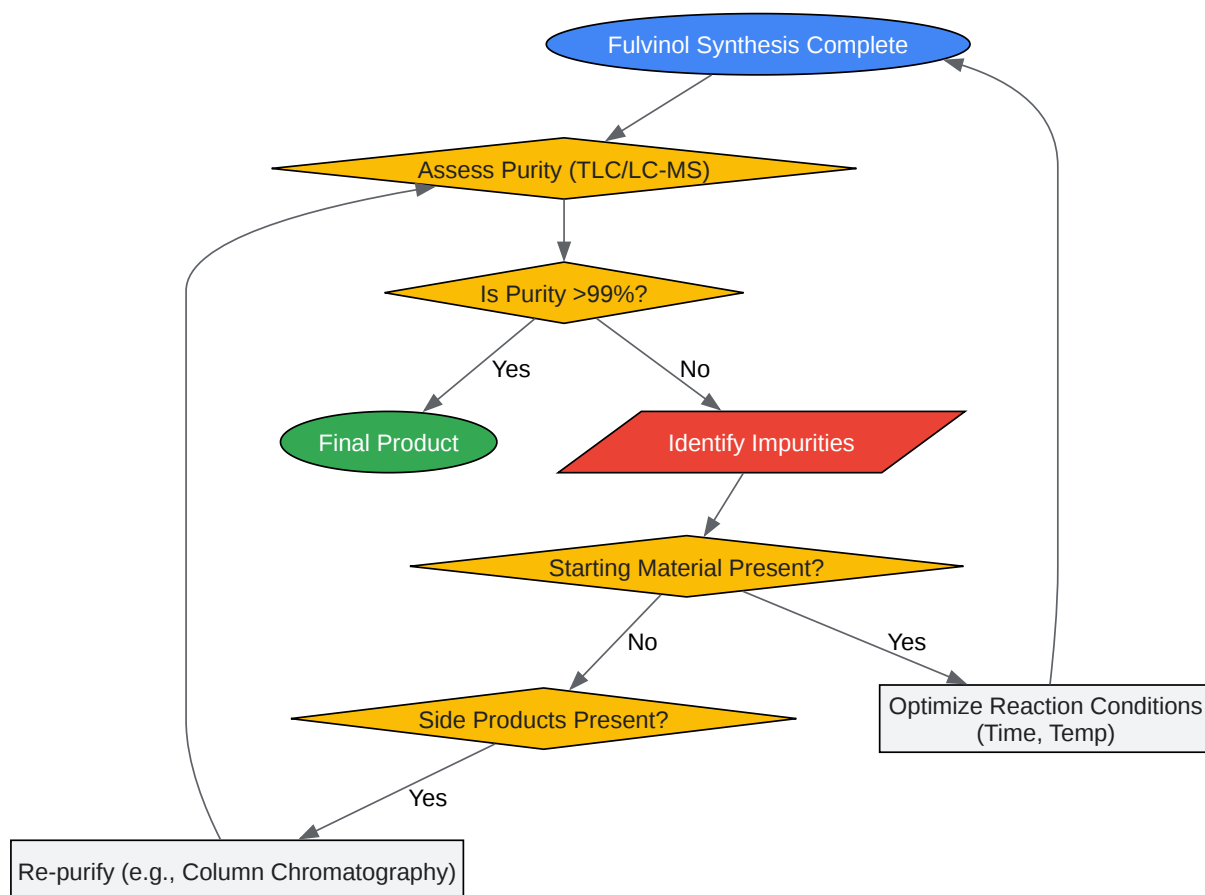 Fulvinol Synthesis Complete
Assess Purity (TLC/LC-MS)
Is Purity >99%?
Yes
No
Final Product
Identify Impurities
Starting Material Present?
No
Yes
Side Products Present?
Optimize Reaction Conditions
(Time, Temp)
Yes
Re-purify (e.g., Column Chromatography)